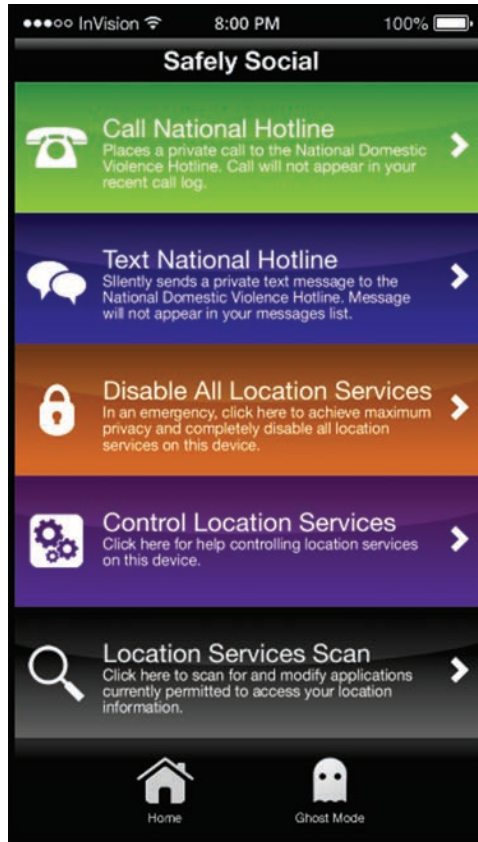 InVision 8:00 PM 100%
Safely Social
Call National Hotline
Places a private call to the National Domestic
Violence Hotline. Call will not appear in your
recent call log.
Text National Hotline
SIlently sends a private text message to the
National Domestic Violence Hotline. Message
will not appear in your messages list.
Disable All Location Services
In an emergency, click here to achieve maximum
privacy and completely disable all location
services on this device.
Control Location Services
Click here for help controlling location services
on this device.
Location Services Scan
Click here to scan for and modify applications
currently permitted to access your location
information.
Home Ghost Mode